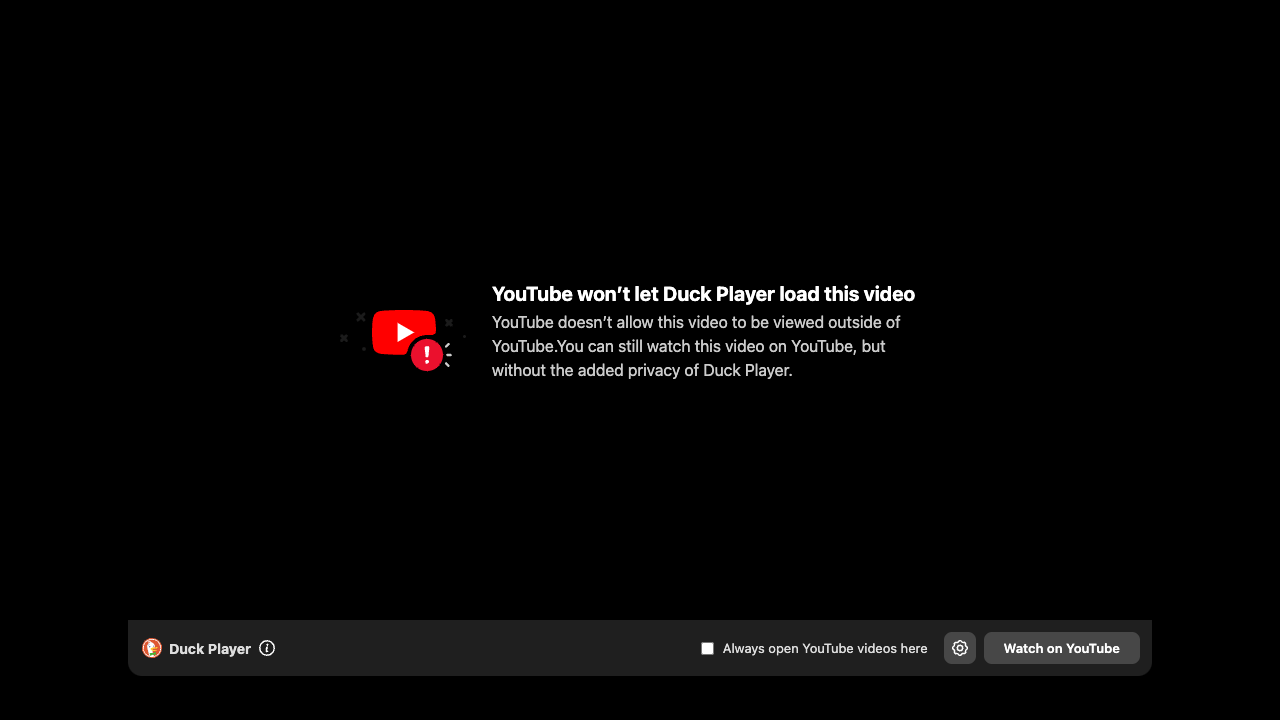 YouTube won’t let Duck Player load this video
YouTube doesn’t allow this video to be viewed outside of
YouTube.You can still watch this video on YouTube, but
without the added privacy of Duck Player.
Duck Player
Always open YouTube videos here
Watch on YouTube